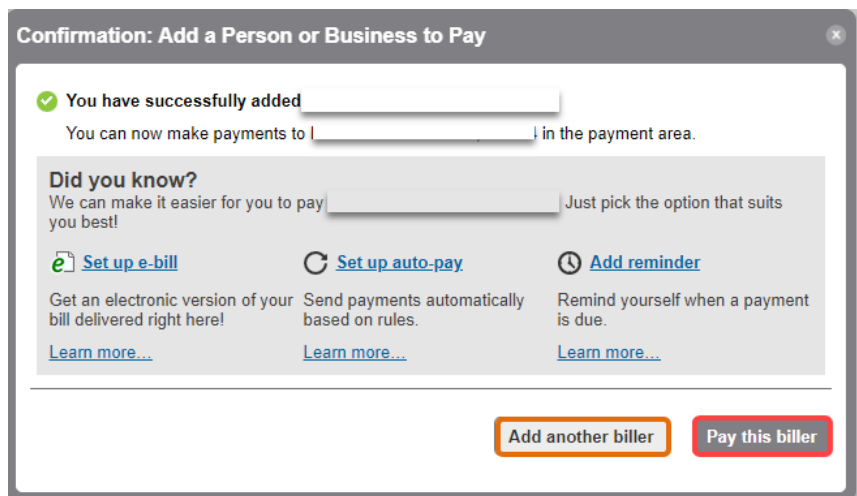 Confirmation: Add a Person or Business to Pay
You have successfully added
You can now make payments to in the payment area.
Did you know?
We can make it easier for you to pay Just pick the option that suits
you best!
Set up e-bill Set up auto-pay Add reminder
Get an electronic version of your Send payments automatically Remind yourself when a payment
bill delivered right here! based on rules. is due.
Learn more... Learn more... Learn more...
Add another biller Pay this biller